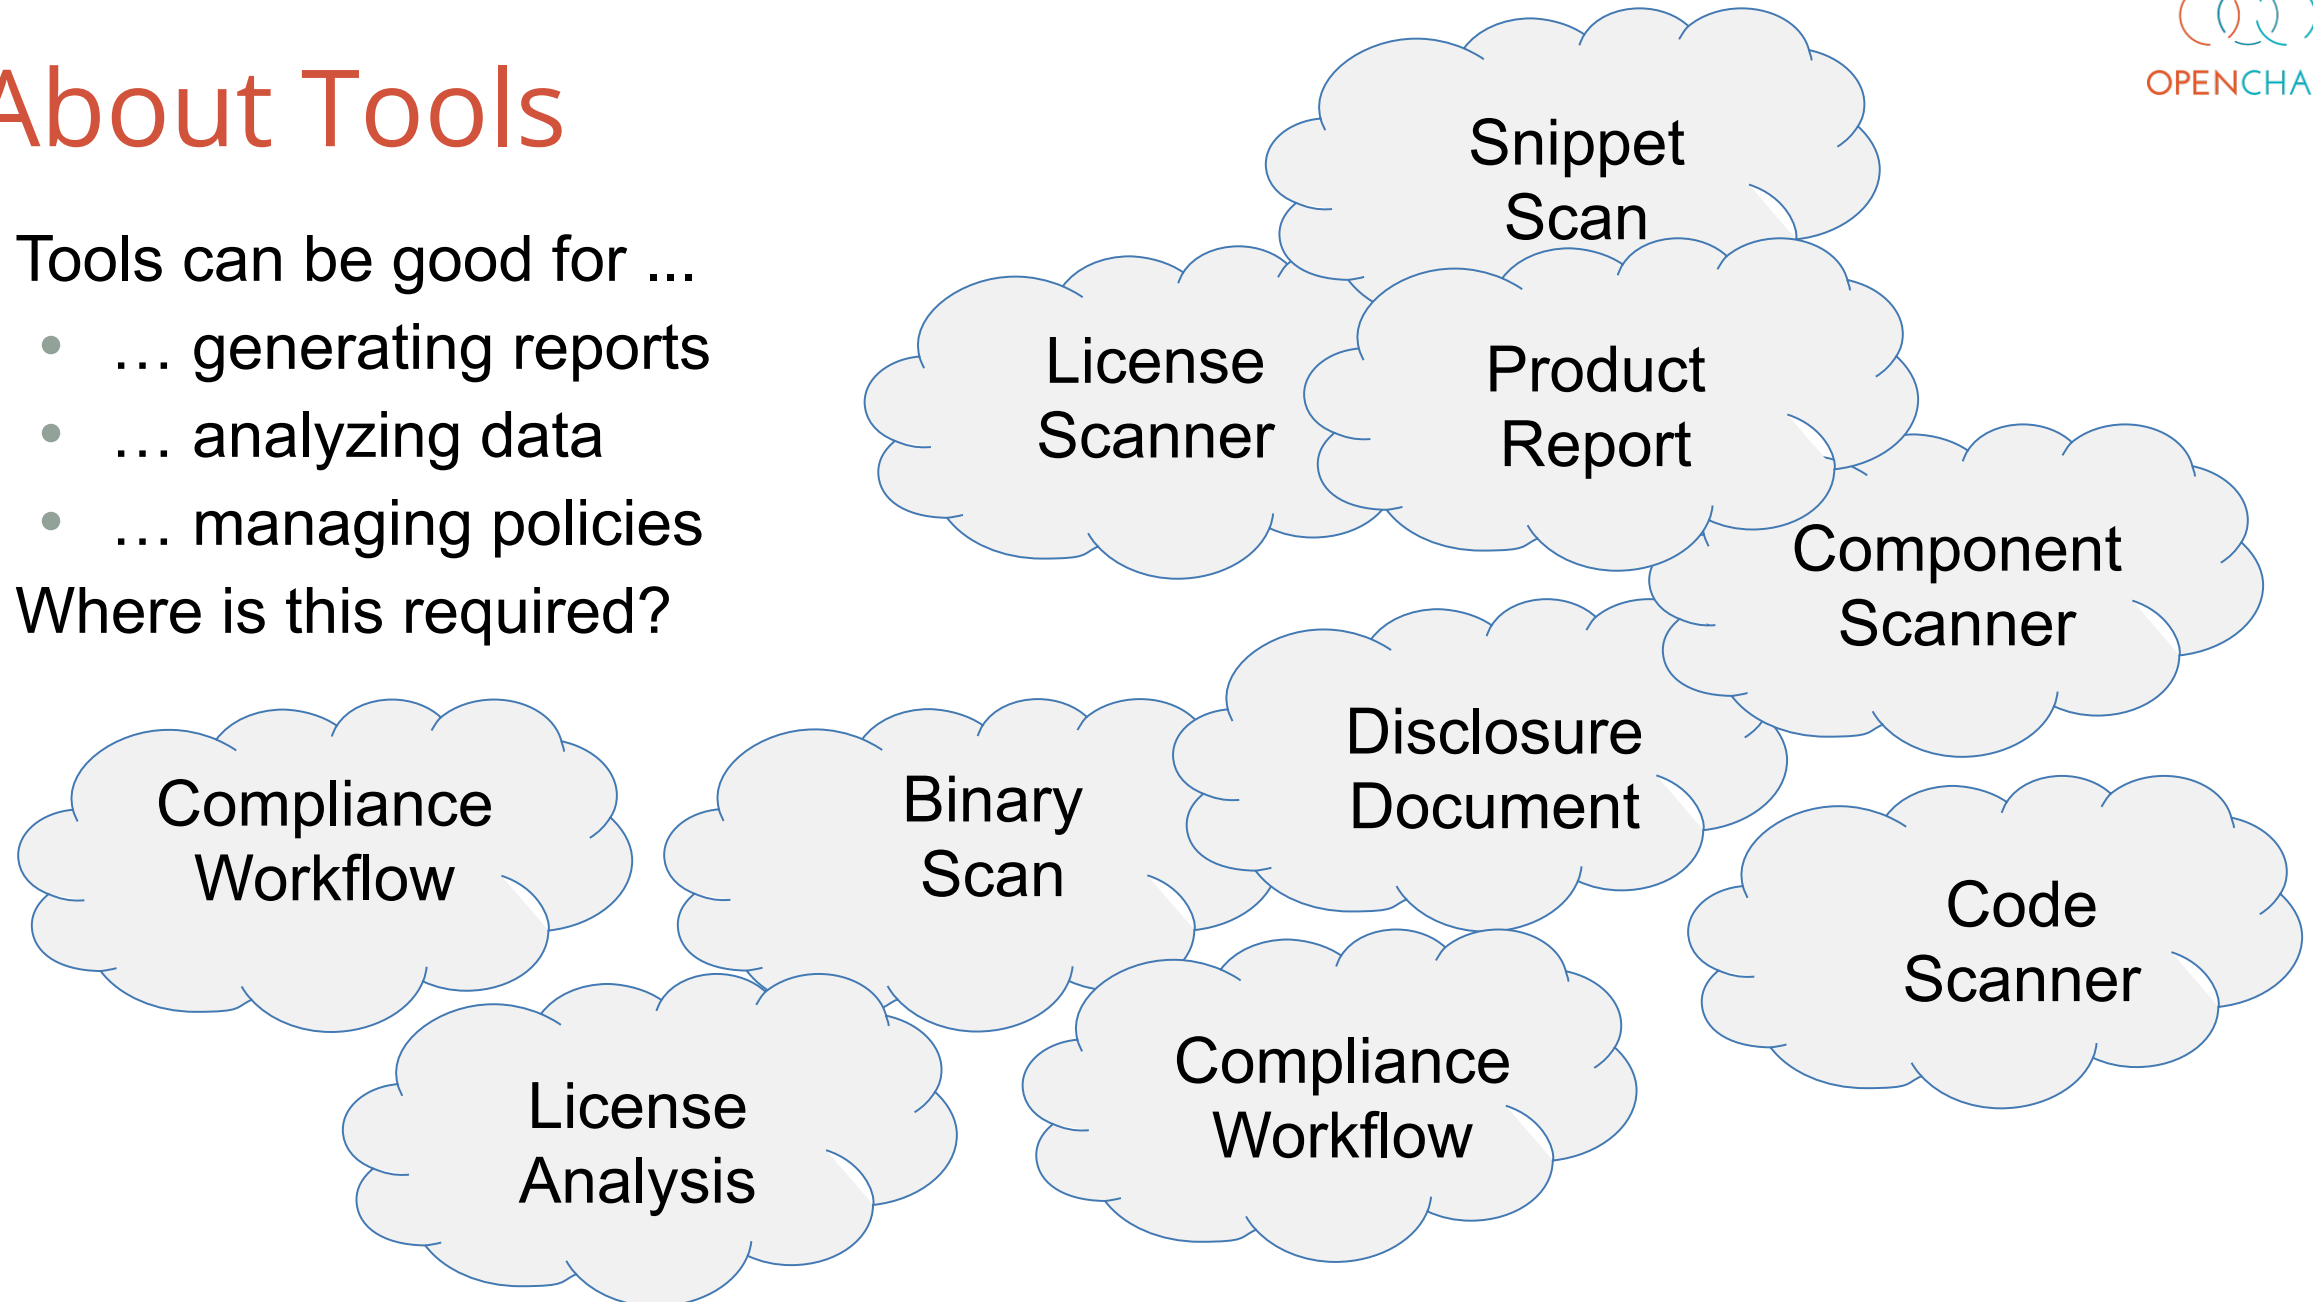 About Tools
OPENCHA
Tools can be good for ...
• … generating reports
• … analyzing data
• … managing policies
Where is this required?
Snippet
Scan
License
Scanner
Product
Report
Component
Scanner
Disclosure
Document
Compliance
Workflow
Binary
Scan
Code
Scanner
License
Analysis
Compliance
Workflow